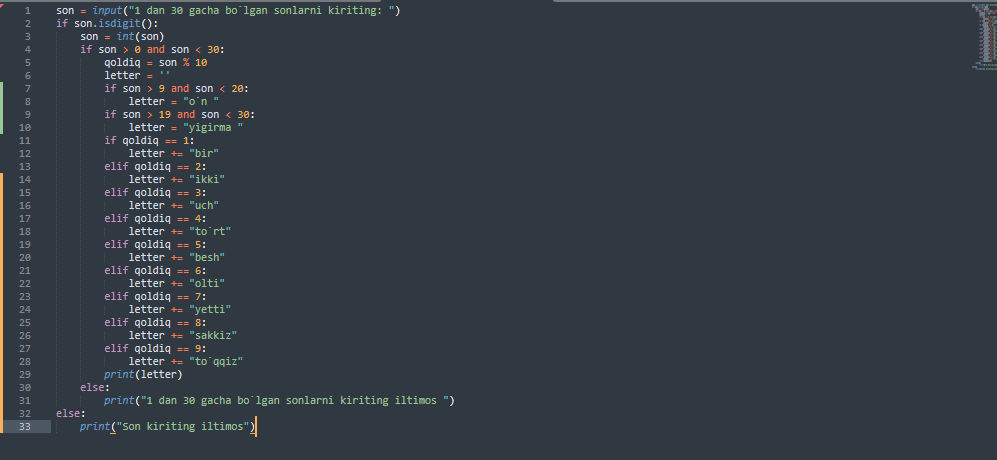 1 son = input("1 dan 30 gacha bo`lgan sonlarni kiriting: ")
2 if son.isdigit():
3     son = int(son)
4     if son > 0 and son < 30:
5         qoldiq = son % 10
6         letter = ''
7         if son > 9 and son < 20:
8             letter = "o`n "
9         if son > 19 and son < 30:
10             letter = "yigirma "
11         if qoldiq == 1:
12             letter += "bir"
13         elif qoldiq == 2:
14             letter += "ikki"
15         elif qoldiq == 3:
16             letter += "uch"
17         elif qoldiq == 4:
18             letter += "to`rt"
19         elif qoldiq == 5:
20             letter += "besh"
21         elif qoldiq == 6:
22             letter += "olti"
23         elif qoldiq == 7:
24             letter += "yetti"
25         elif qoldiq == 8:
26             letter += "sakkiz"
27         elif qoldiq == 9:
28             letter += "to`qqiz"
29         print(letter)
30     else:
31         print("1 dan 30 gacha bo`lgan sonlarni kiriting iltimos ")
32 else:
33     print("Son kiriting iltimos")